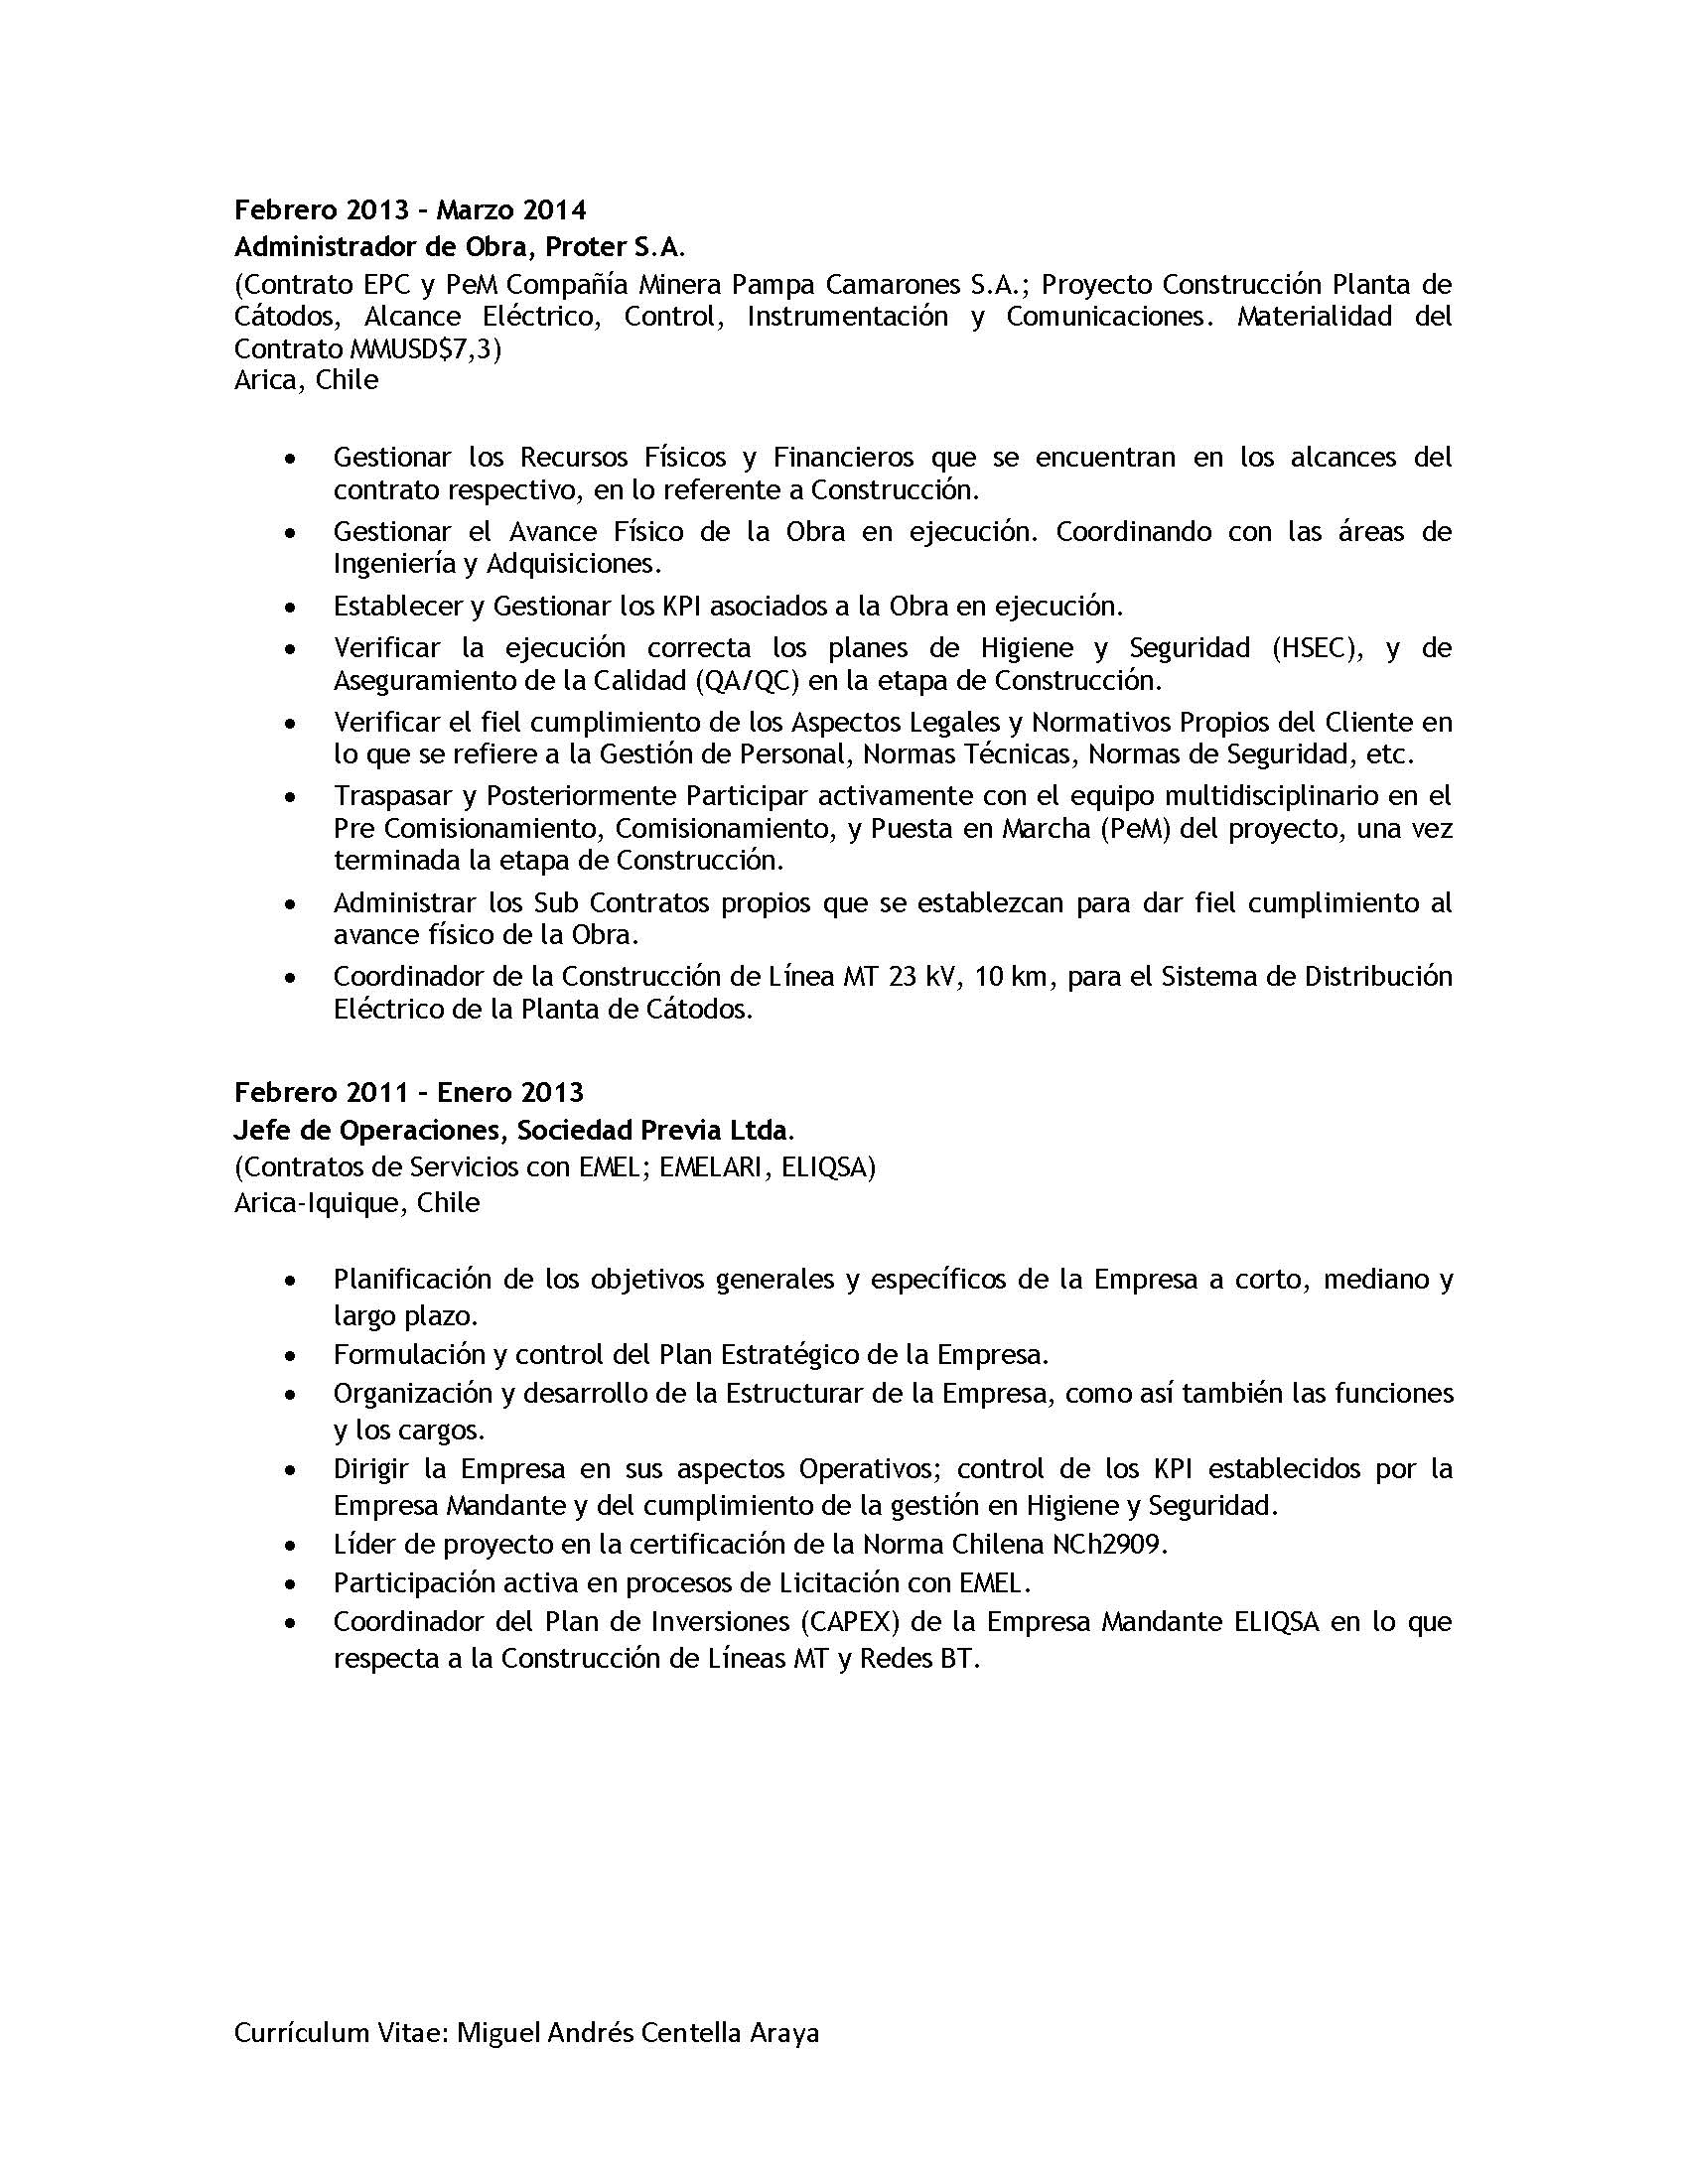 Febrero 2013 – Marzo 2014
Administrador de Obra, Proter S.A.
(Contrato EPC y PeM Compañía Minera Pampa Camarones S.A.; Proyecto Construcción Planta de
Cátodos, Alcance Eléctrico, Control, Instrumentación y Comunicaciones. Materialidad del
Contrato MMUSD$7,3)
Arica, Chile
• Gestionar los Recursos Físicos y Financieros que se encuentran en los alcances del
contrato respectivo, en lo referente a Construcción.
• Gestionar el Avance Físico de la Obra en ejecución. Coordinando con las áreas de
Ingeniería y Adquisiciones.
• Establecer y Gestionar los KPI asociados a la Obra en ejecución.
• Verificar la ejecución correcta los planes de Higiene y Seguridad (HSEC), y de
Aseguramiento de la Calidad (QA/QC) en la etapa de Construcción.
• Verificar el fiel cumplimiento de los Aspectos Legales y Normativos Propios del Cliente en
lo que se refiere a la Gestión de Personal, Normas Técnicas, Normas de Seguridad, etc.
• Traspasar y Posteriormente Participar activamente con el equipo multidisciplinario en el
Pre Comisionamiento, Comisionamiento, y Puesta en Marcha (PeM) del proyecto, una vez
terminada la etapa de Construcción.
• Administrar los Sub Contratos propios que se establezcan para dar fiel cumplimiento al
avance físico de la Obra.
• Coordinador de la Construcción de Línea MT 23 kV, 10 km, para el Sistema de Distribución
Eléctrico de la Planta de Cátodos.
Febrero 2011 – Enero 2013
Jefe de Operaciones, Sociedad Previa Ltda.
(Contratos de Servicios con EMEL; EMELARI, ELIQSA)
Arica-Iquique, Chile
• Planificación de los objetivos generales y específicos de la Empresa a corto, mediano y
largo plazo.
• Formulación y control del Plan Estratégico de la Empresa.
• Organización y desarrollo de la Estructurar de la Empresa, como así también las funciones
y los cargos.
• Dirigir la Empresa en sus aspectos Operativos; control de los KPI establecidos por la
Empresa Mandante y del cumplimiento de la gestión en Higiene y Seguridad.
• Líder de proyecto en la certificación de la Norma Chilena NCh2909.
• Participación activa en procesos de Licitación con EMEL.
• Coordinador del Plan de Inversiones (CAPEX) de la Empresa Mandante ELIQSA en lo que
respecta a la Construcción de Líneas MT y Redes BT.
Currículum Vitae: Miguel Andrés Centella Araya